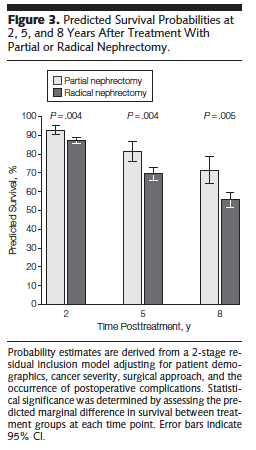 Figure 3. Predicted Survival Probabilities at
2, 5, and 8 Years After Treatment With
Partial or Radical Nephrectomy.
Partial nephrectomy
Radical nephrectomy
P=.004 P=.004 P=.005
100
90
80
70
60
50
40
30
20
10
0
Predicted Survival, %
2 5 8
Time Posttreatment, y
Probability estimates are derived from a 2-stage re-
sidual inclusion model adjusting for patient demo-
graphics, cancer severity, surgical approach, and the
occurrence of postoperative complications. Statisti-
cal significance was determined by assessing the pre-
dicted marginal difference in survival between treat-
ment groups at each time point. Error bars indicate
95% CI.